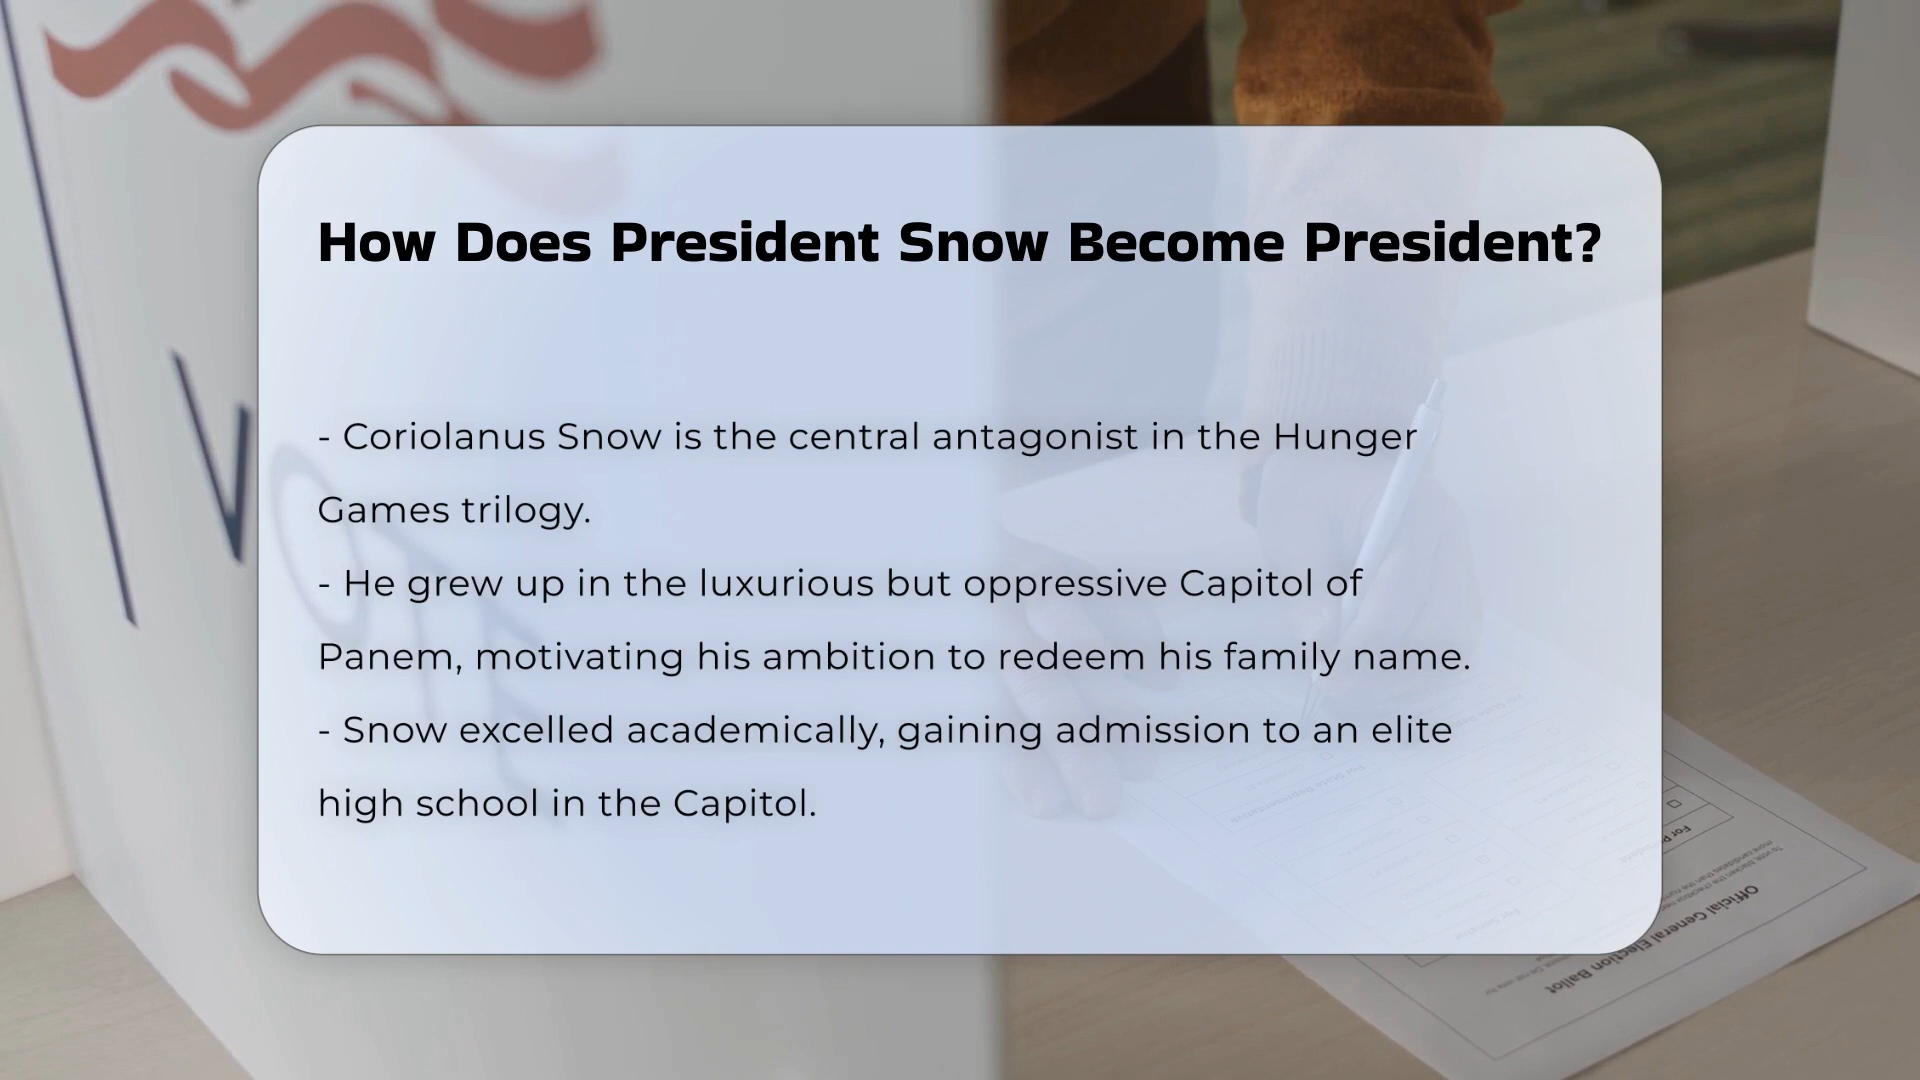 How Does President Snow Become President?
- Coriolanus Snow is the central antagonist in the Hunger
Games trilogy.
- He grew up in the luxurious but oppressive Capitol of
Panem, motivating his ambition to redeem his family name.
- Snow excelled academically, gaining admission to an elite
high school in the Capitol.
Official General Election Ballot